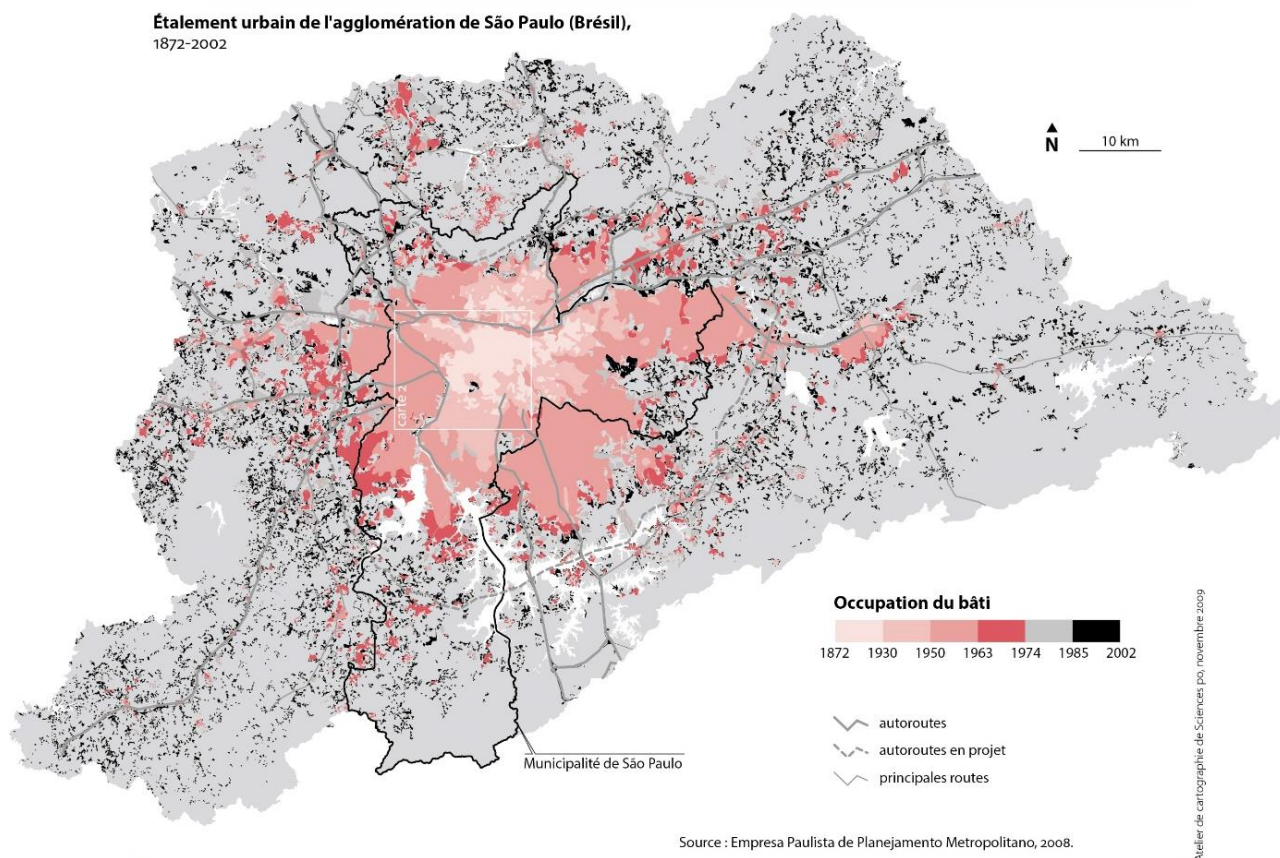 Étalement urbain de l'agglomération de São Paulo (Brésil),
1872-2002
N
10 km
carte 2
Occupation du bâti
1872 1930 1950 1963 1974 1985 2002
autoroutes
autoroutes en projet
principales routes
Municipalité de São Paulo
Source : Empresa Paulista de Planejamento Metropolitano, 2008.
Atelier de cartographie de Sciences po, novembre 2009